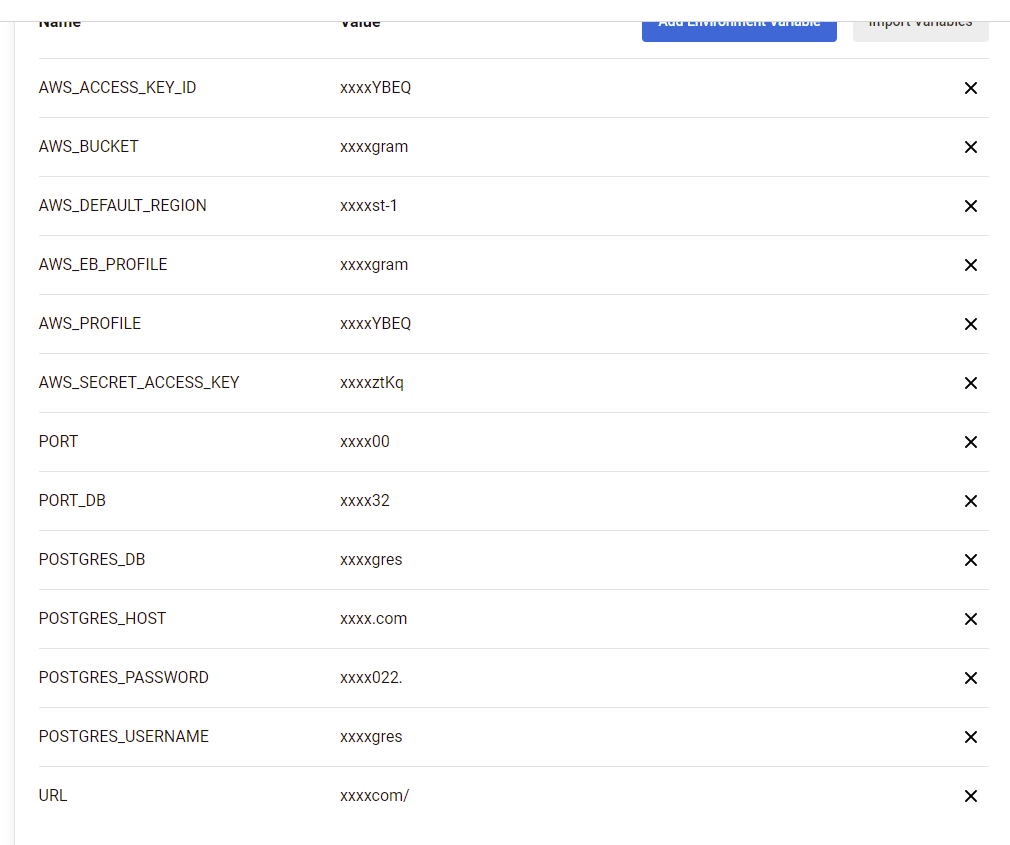 Name Value Add Environment Variable Import Variables
AWS_ACCESS_KEY_ID xxxxYBEQ
AWS_BUCKET xxxxgram
AWS_DEFAULT_REGION xxxxst-1
AWS_EB_PROFILE xxxxgram
AWS_PROFILE xxxxYBEQ
AWS_SECRET_ACCESS_KEY xxxxztKq
PORT xxxx00
PORT_DB xxxx32
POSTGRES_DB xxxxgres
POSTGRES_HOST xxxx.com
POSTGRES_PASSWORD xxxx022.
POSTGRES_USERNAME xxxxgres
URL xxxxcom/